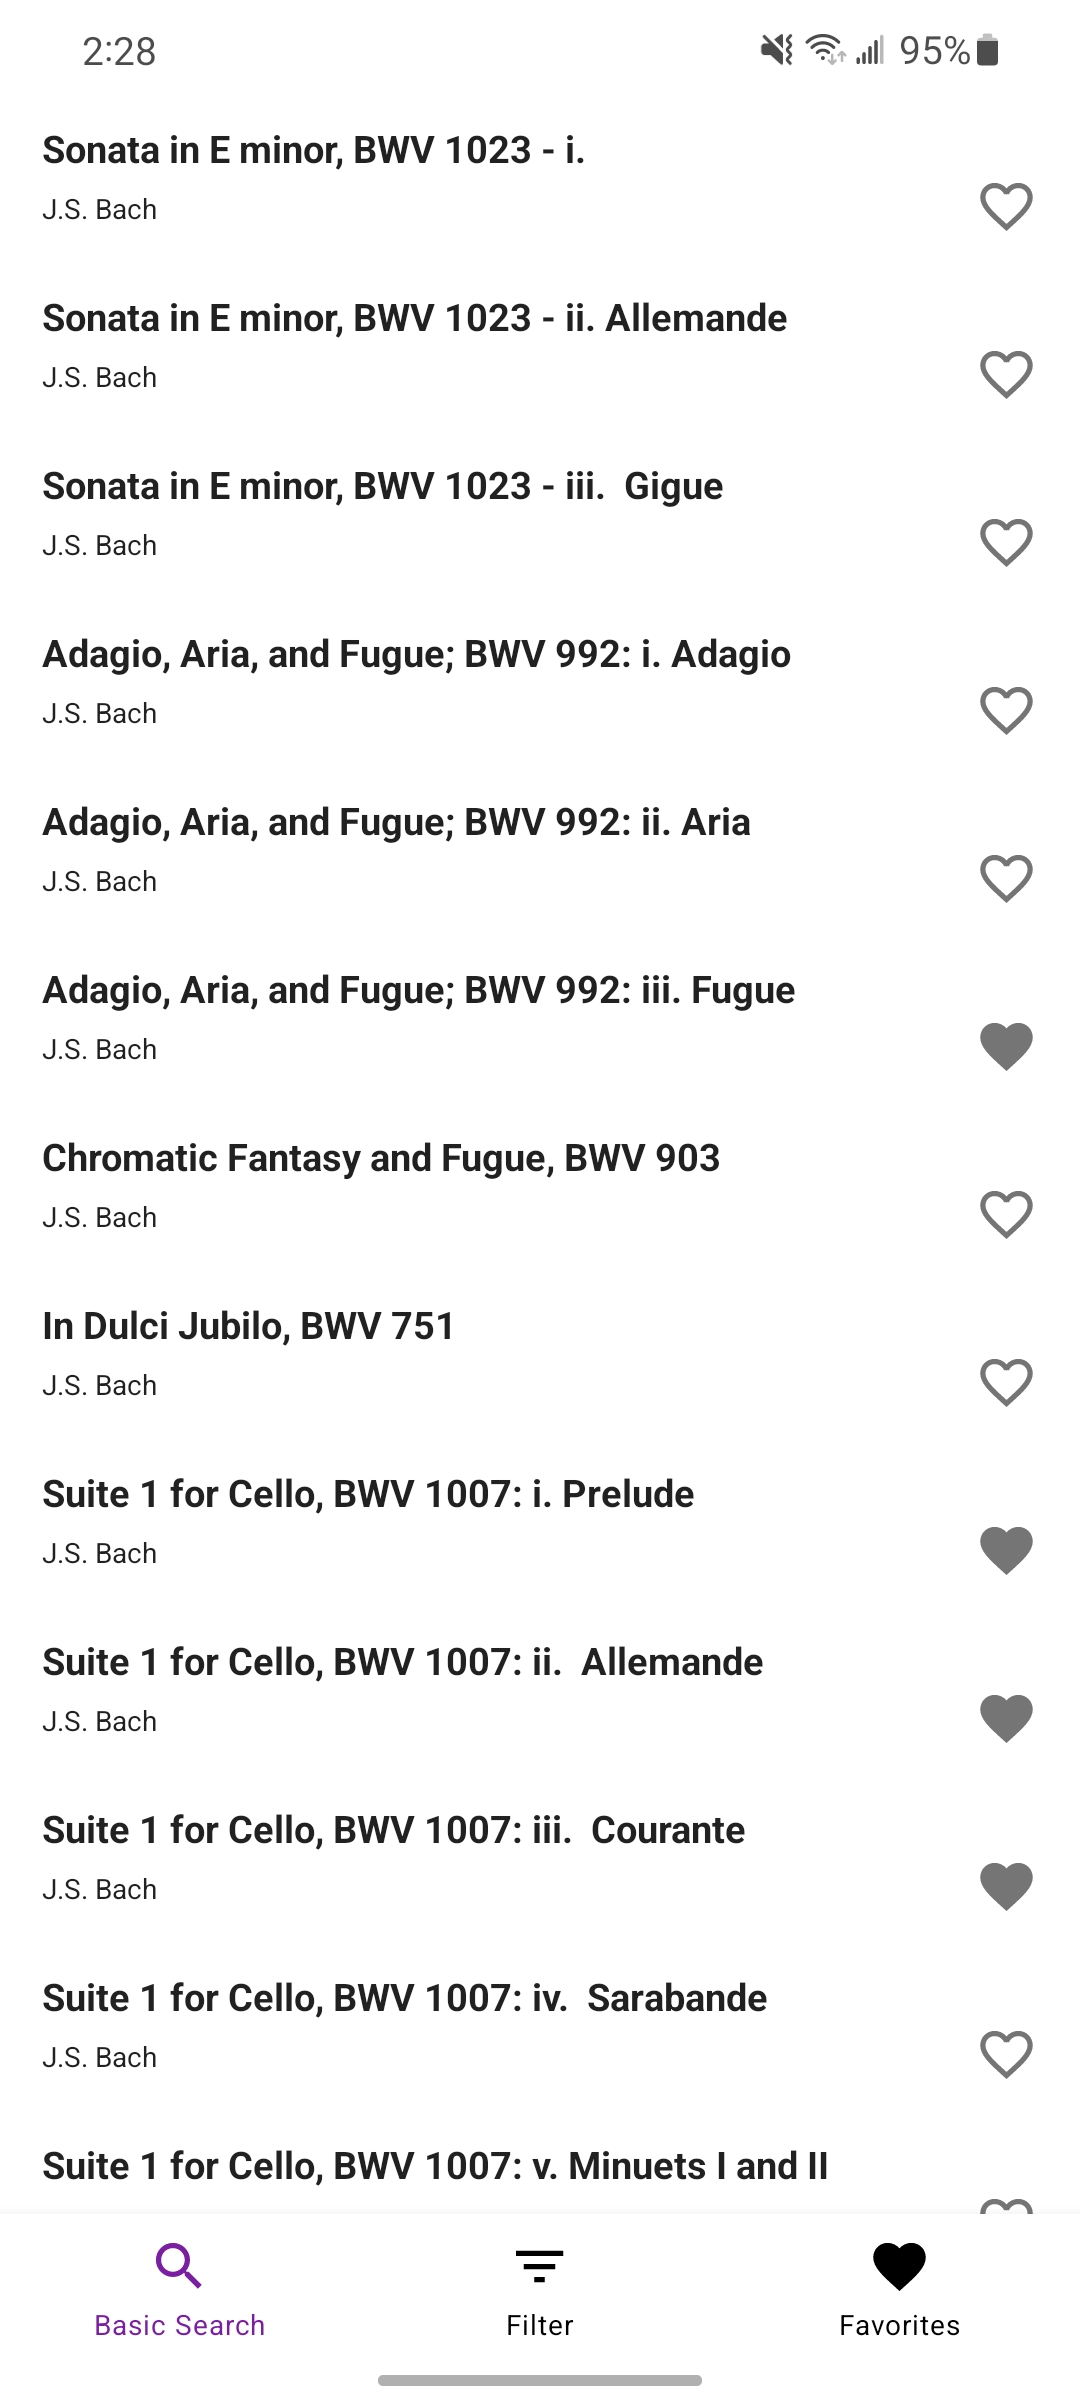 2:28
95%
Sonata in E minor, BWV 1023 - i.
J.S. Bach
Sonata in E minor, BWV 1023 - ii. Allemande
J.S. Bach
Sonata in E minor, BWV 1023 - iii.  Gigue
J.S. Bach
Adagio, Aria, and Fugue; BWV 992: i. Adagio
J.S. Bach
Adagio, Aria, and Fugue; BWV 992: ii. Aria
J.S. Bach
Adagio, Aria, and Fugue; BWV 992: iii. Fugue
J.S. Bach
Chromatic Fantasy and Fugue, BWV 903
J.S. Bach
In Dulci Jubilo, BWV 751
J.S. Bach
Suite 1 for Cello, BWV 1007: i. Prelude
J.S. Bach
Suite 1 for Cello, BWV 1007: ii.  Allemande
J.S. Bach
Suite 1 for Cello, BWV 1007: iii.  Courante
J.S. Bach
Suite 1 for Cello, BWV 1007: iv.  Sarabande
J.S. Bach
Suite 1 for Cello, BWV 1007: v. Minuets I and II
Basic Search
Filter
Favorites